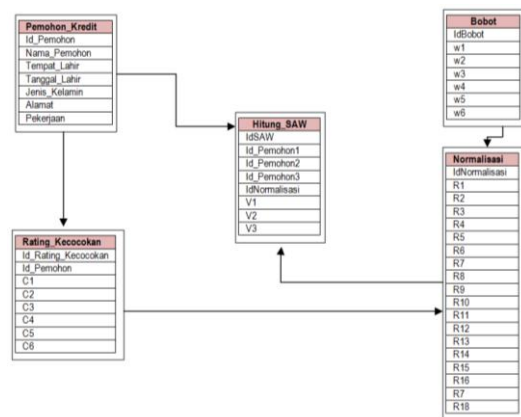 Pemohon_Kredit
Id_Pemohon
Nama_Pemohon
Tempat_Lahir
Tanggal_Lahir
Jenis_Kelamin
Alamat
Pekerjaan
Bobot
IdBobot
w1
w2
w3
w4
w5
w6
Hitung_SAW
IdSAW
Id_Pemohon1
Id_Pemohon2
Id_Pemohon3
IdNormalisasi
V1
V2
V3
Normalisasi
IdNormalisasi
R1
R2
R3
R4
R5
R6
R7
R8
R9
R10
R11
R12
R13
R14
R15
R16
R7
R18
Rating_Kecocokan
Id_Rating_Kecocokan
Id_Pemohon
C1
C2
C3
C4
C5
C6